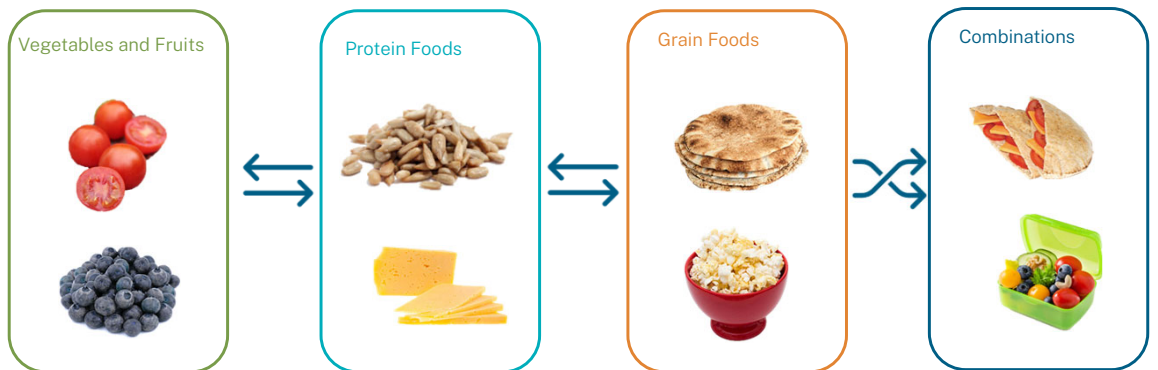 Vegetables and Fruits
Protein Foods
Grain Foods
Combinations